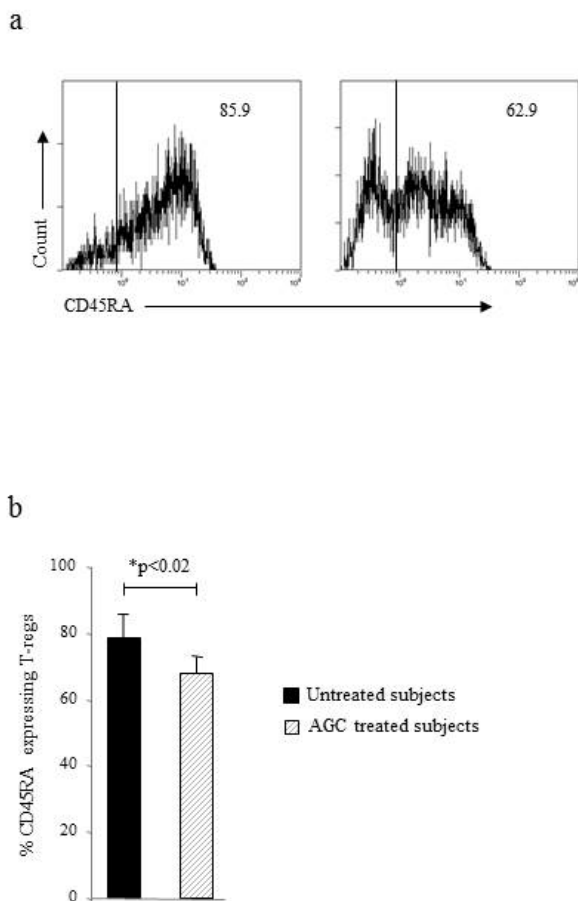 a
85.9
62.9
Count
CD45RA
b
*p<0.02
100
80
60
40
20
0
% CD45RA expressing T-regs
Untreated subjects
AGC treated subjects